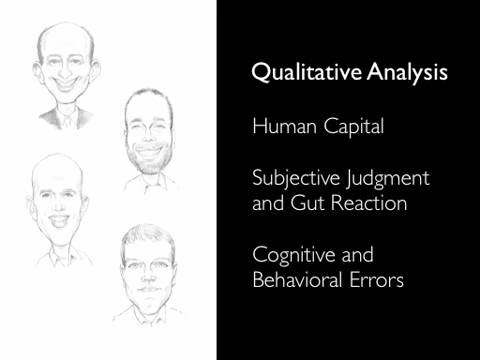 Qualitative Analysis
Human Capital
Subjective Judgment
and Gut Reaction
Cognitive and
Behavioral Errors